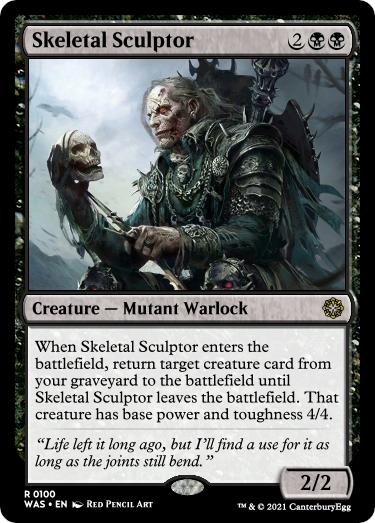 Skeletal Sculptor 2
Creature — Mutant Warlock
When Skeletal Sculptor enters the
battlefield, return target creature card from
your graveyard to the battlefield until
Skeletal Sculptor leaves the battlefield. That
creature has base power and toughness 4/4.
“Life left it long ago, but I’ll find a use for it as
long as the joints still bend.”
2/2
R 0100
WAS • EN Red Pencil Art
™ & © 2021 CanterburyEgg